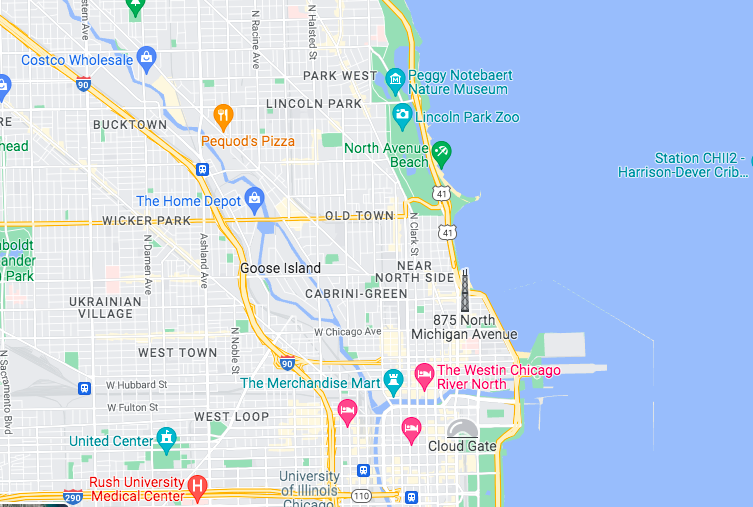 stern Ave
N Racine Ave
N Halsted St
Costco Wholesale
PARK WEST
Peggy Notebaert
Nature Museum
90
LINCOLN PARK
Lincoln Park Zoo
RE
BUCKTOWN
Pequod's Pizza
head
North Avenue
Beach
Station CHII2 -
Harrison-Dever Crib...
The Home Depot
41
WICKER PARK
OLD TOWN
N Clark St
41
N Damen Ave
Ashland Ave
mboldt
ander
Park
Goose Island
NEAR
NORTH SIDE
CABRINI-GREEN
UKRAINIAN
VILLAGE
875 North
Michigan Avenue
W Chicago Ave
N Noble St
WEST TOWN
90
N Sacramento Blvd
The Westin Chicago
River North
The Merchandise Mart
W Hubbard St
W Fulton St
WEST LOOP
United Center
Cloud Gate
Rush University
Medical Center
H
University
of Illinois
Chicago
290
110